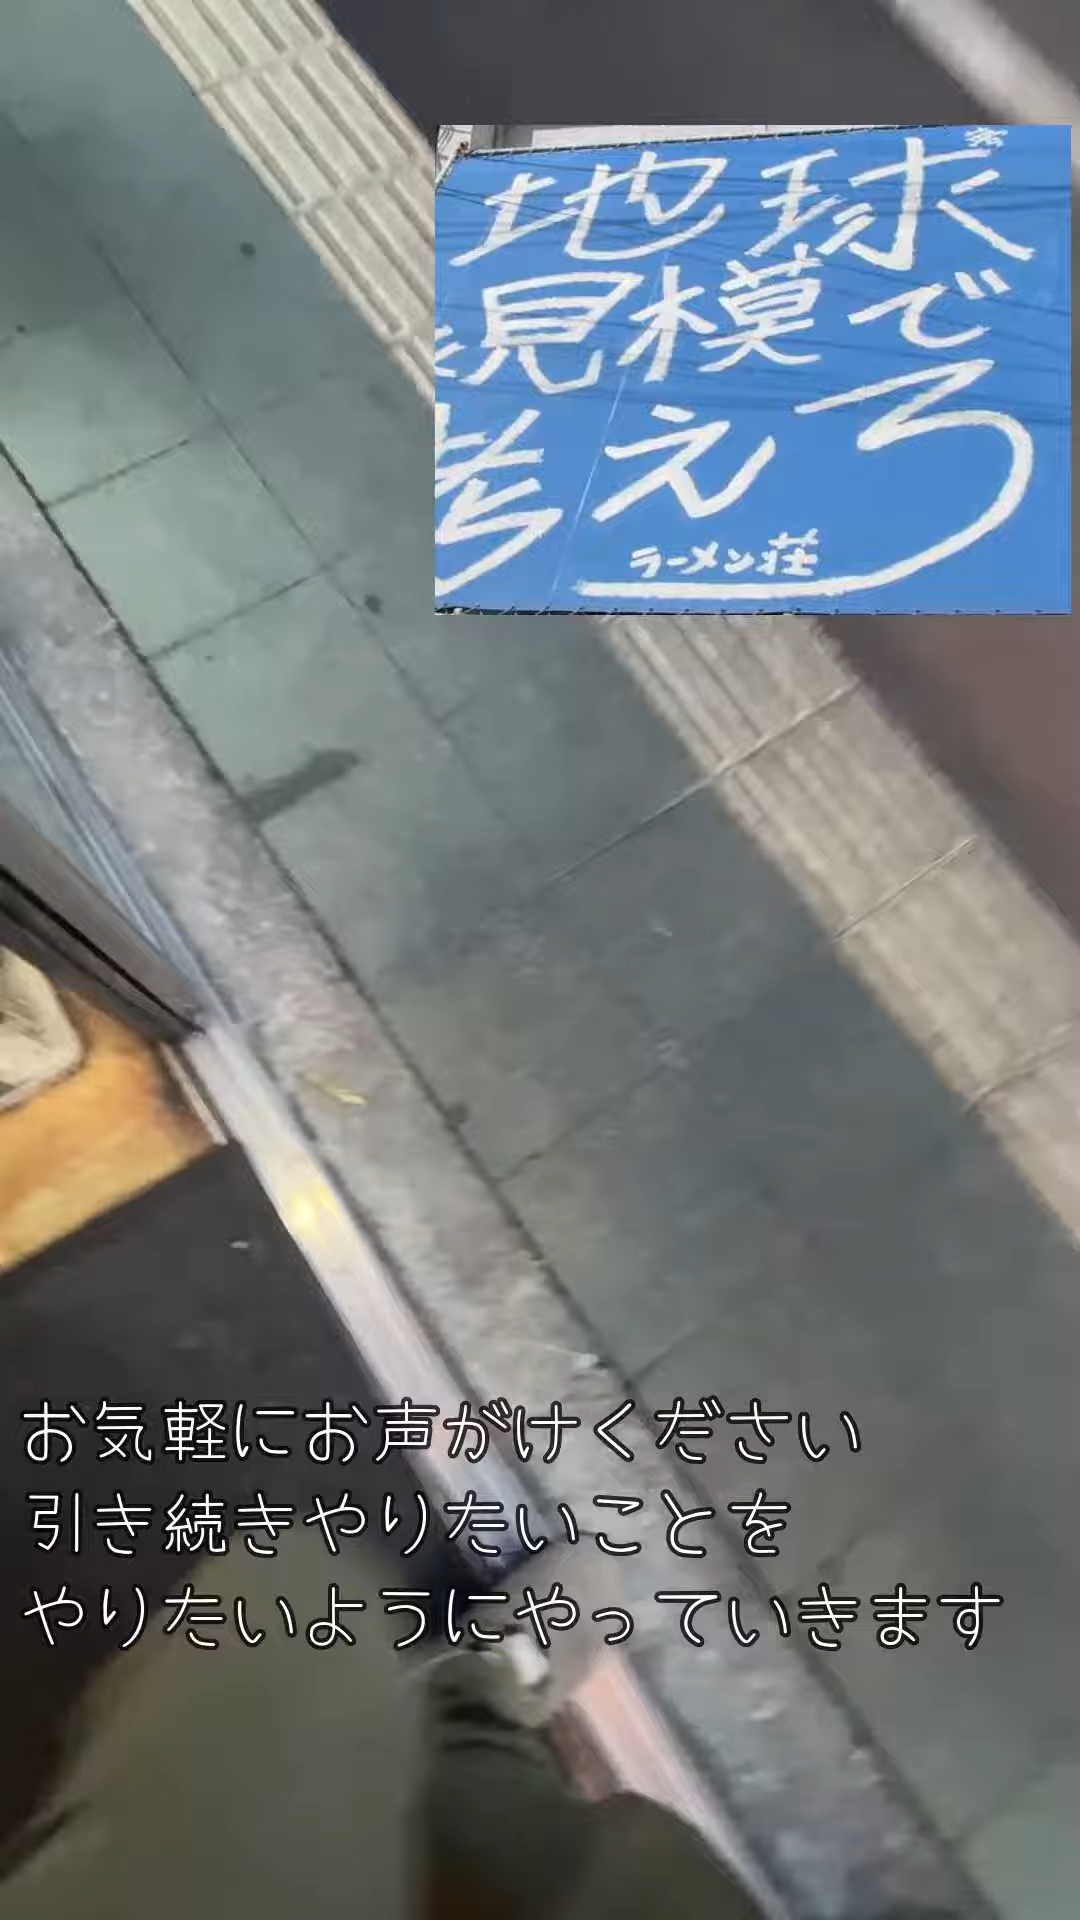 地球
規模で
考えろ
ラーメン荘
お気軽にお声がけください
引き続きやりたいことを
やりたいようにやっていきます